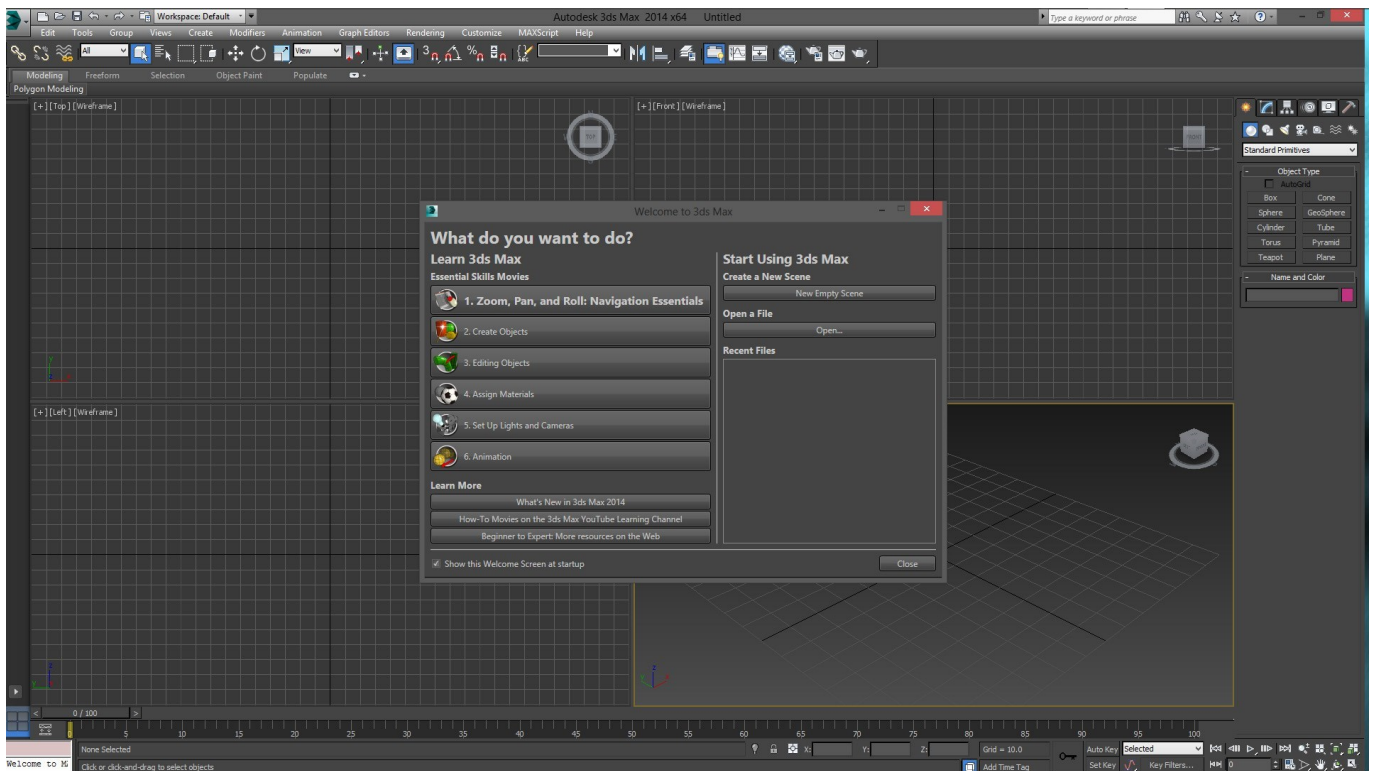 Workspace: Default
Autodesk 3ds Max 2014 x64 Untitled
Type a keyword or phrase
Edit Tools Group Views Create Modifiers Animation Graph Editors Rendering Customize MAXScript Help
All
View
Modeling Freeform Selection Object Paint Populate
Polygon Modeling
[+][Top][Wireframe]
TOP
[+][Front][Wireframe]
FRONT
Standard Primitives
- Object Type
AutoGrid
Box Cone
Sphere GeoSphere
Cylinder Tube
Torus Pyramid
Teapot Plane
- Name and Color
Welcome to 3ds Max
What do you want to do?
Learn 3ds Max
Essential Skills Movies
1. Zoom, Pan, and Roll: Navigation Essentials
2. Create Objects
3. Editing Objects
4. Assign Materials
5. Set Up Lights and Cameras
6. Animation
Learn More
What's New in 3ds Max 2014
How-To Movies on the 3ds Max YouTube Learning Channel
Beginner to Expert: More resources on the Web
Show this Welcome Screen at startup
Start Using 3ds Max
Create a New Scene
New Empty Scene
Open a File
Open...
Recent Files
Close
[+][Left][Wireframe]
0 / 100
0 5 10 15 20 25 30 35 40 45 50 55 60 65 70 75 80 85 90 95 100
None Selected
X: Y: Z:
Grid = 10.0
Auto Key Selected
Welcome to M
Click or click-and-drag to select objects
Add Time Tag
Set Key Key Filters...
0